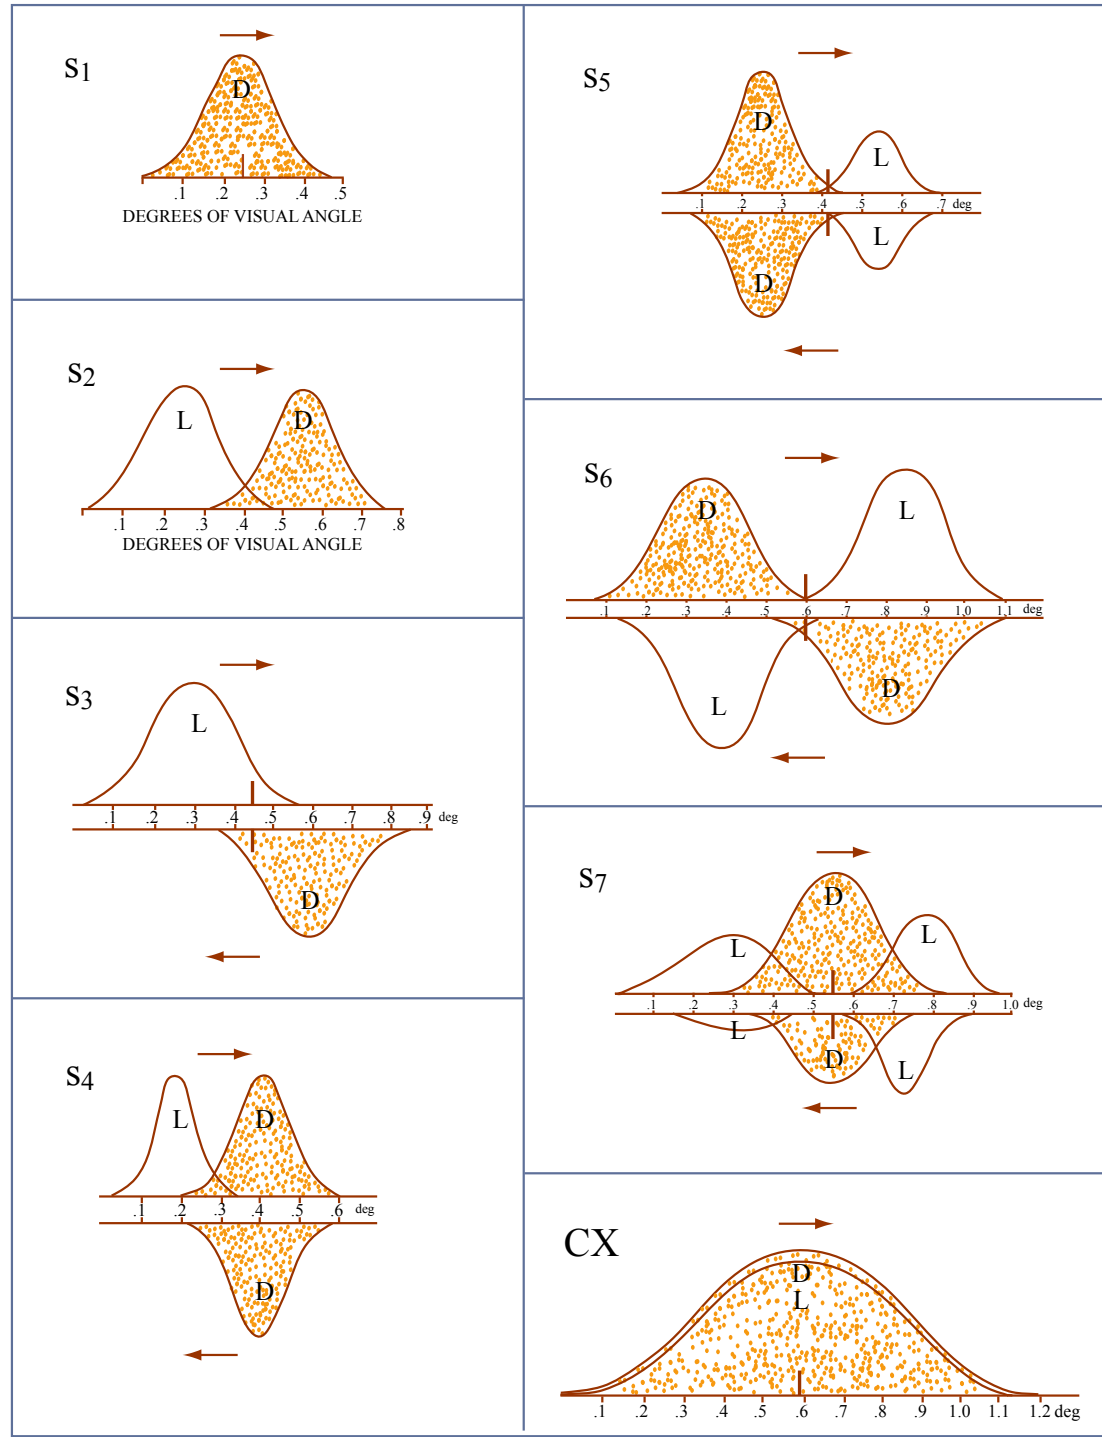 S1
D
.1 .2 .3 .4 .5
DEGREES OF VISUAL ANGLE
S2
L D
.1 .2 .3 .4 .5 .6 .7 .8
DEGREES OF VISUAL ANGLE
S3
L
.1 .2 .3 .4 .5 .6 .7 .8 .9 deg
D
S4
L D
.1 .2 .3 .4 .5 .6 deg
D
S5
D L
.1 .2 .3 .4 .5 .6 .7 deg
L
D
S6
D L
.1 .2 .3 .4 .5 .6 .7 .8 .9 1.0 1.1 deg
L D
S7
L D L
.1 .2 .3 .4 .5 .6 .7 .8 .9 1.0 deg
L D L
CX
D
L
.1 .2 .3 .4 .5 .6 .7 .8 .9 1.0 1.1 1.2 deg